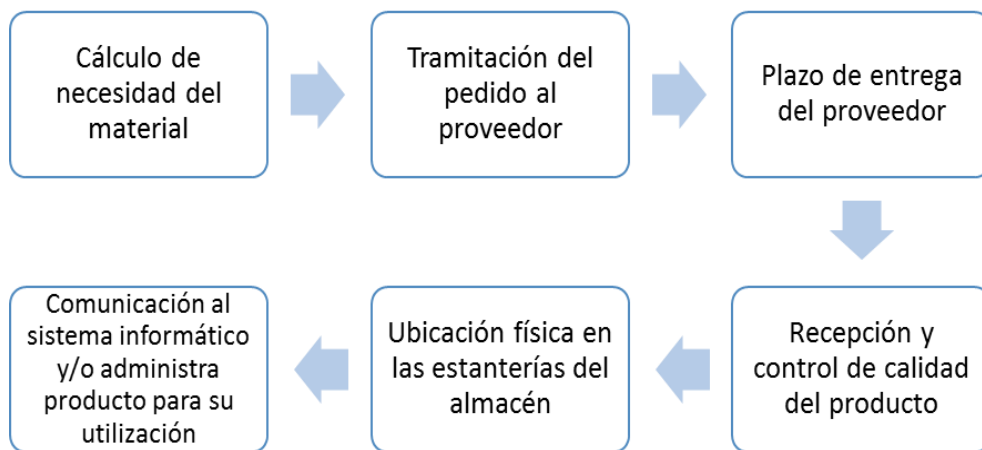 Cálculo de
necesidad del
material
Tramitación del
pedido al
proveedor
Plazo de entrega
del proveedor
Recepción y
control de calidad
del producto
Ubicación física en
las estanterías del
almacén
Comunicación al
sistema informático
y/o administra
producto para su
utilización